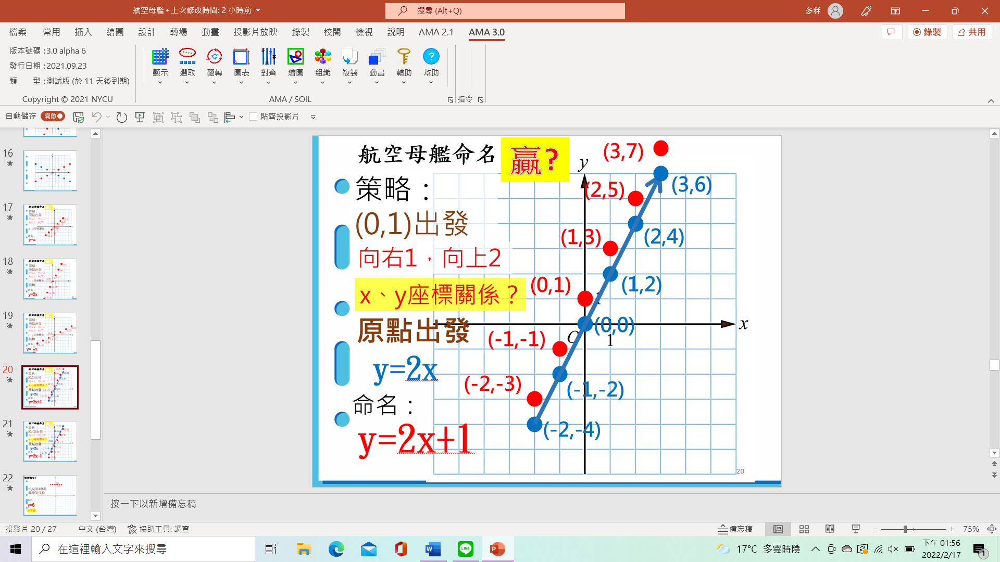 航空母艦 • 上次修改時間: 2 小時前
搜尋 (Alt+Q)
多秝
檔案 常用 插入 繪圖 設計 轉場 動畫 投影片放映 錄製 校閱 檢視 說明 AMA 2.1 AMA 3.0
錄製
共用
版本號碼 : 3.0 alpha 6
發行日期 : 2021.09.23
類 型 : 測試版 (於 11 天後到期)
Copyright © 2021 NYCU
顯示 選取 翻轉 圖表 對齊 繪圖 組織 複製 動畫 輔助 幫助
AMA / SOIL
指令
自動儲存 開啟
貼齊投影片
16
17
18
19
20
21
22
航空母艦命名
贏?
策略：
(0,1)出發
向右1，向上2
x、y座標關係？
原點出發
y=2x
命名：
y=2x+1
y
x
O
1
1
(3,7)
(3,6)
(2,5)
(2,4)
(1,3)
(1,2)
(0,1)
(0,0)
(-1,-1)
(-1,-2)
(-2,-3)
(-2,-4)
20
按一下以新增備忘稿
投影片 20 / 27
中文 (台灣)
協助工具: 調查
備忘稿
75%
在這裡輸入文字來搜尋
17°C 多雲時陰
下午 01:56
2022/2/17
1